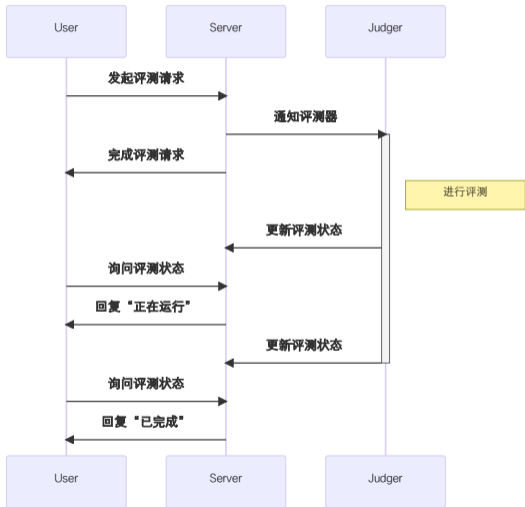 User
Server
Judger
发起评测请求
通知评测器
完成评测请求
进行评测
更新评测状态
询问评测状态
回复“正在运行”
更新评测状态
询问评测状态
回复“已完成”
User
Server
Judger